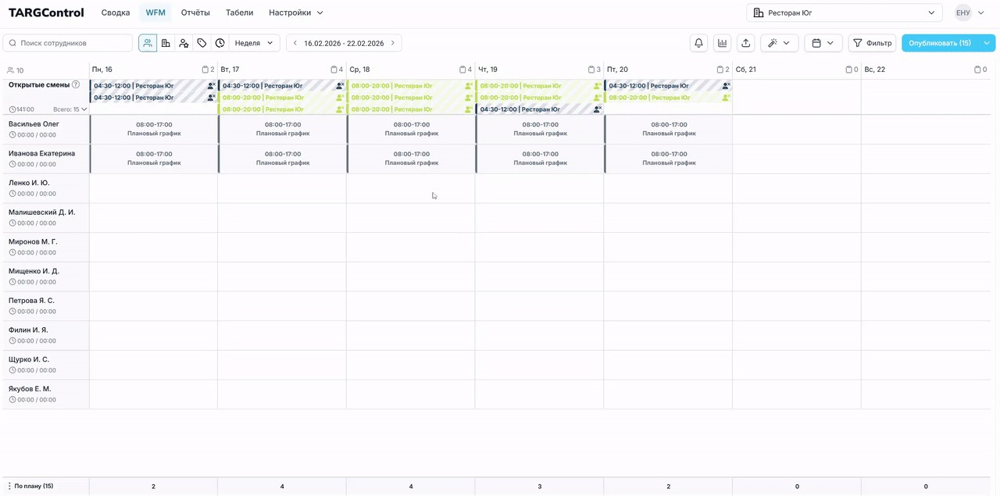 TARGControl Сводка WFM Отчёты Табели Настройки Ресторан Юг ЕНУ
Поиск сотрудников Неделя 16.02.2026 - 22.02.2026 Фильтр Опубликовать (15)
10 Пн, 16 2 Вт, 17 4 Ср, 18 4 Чт, 19 3 Пт, 20 2 Сб, 21 0 Вс, 22 0
Открытые смены ? 04:30-12:00 | Ресторан Юг 04:30-12:00 | Ресторан Юг 08:00-20:00 | Ресторан Юг 08:00-20:00 | Ресторан Юг 04:30-12:00 | Ресторан Юг
04:30-12:00 | Ресторан Юг 08:00-20:00 | Ресторан Юг 08:00-20:00 | Ресторан Юг 08:00-20:00 | Ресторан Юг 08:00-20:00 | Ресторан Юг
141:00 Всего: 15 08:00-20:00 | Ресторан Юг 08:00-20:00 | Ресторан Юг 04:30-12:00 | Ресторан Юг
Васильев Олег 08:00-17:00 08:00-17:00 08:00-17:00 08:00-17:00 08:00-17:00
00:00 / 00:00 Плановый график Плановый график Плановый график Плановый график Плановый график
Иванова Екатерина 08:00-17:00 08:00-17:00 08:00-17:00 08:00-17:00 08:00-17:00
00:00 / 00:00 Плановый график Плановый график Плановый график Плановый график Плановый график
Ленко И. Ю.
00:00 / 00:00
Малишевский Д. И.
00:00 / 00:00
Миронов М. Г.
00:00 / 00:00
Мищенко И. Д.
00:00 / 00:00
Петрова Я. С.
00:00 / 00:00
Филин И. Я.
00:00 / 00:00
Щурко И. С.
00:00 / 00:00
Якубов Е. М.
00:00 / 00:00
По плану (15) 2 4 4 3 2 0 0